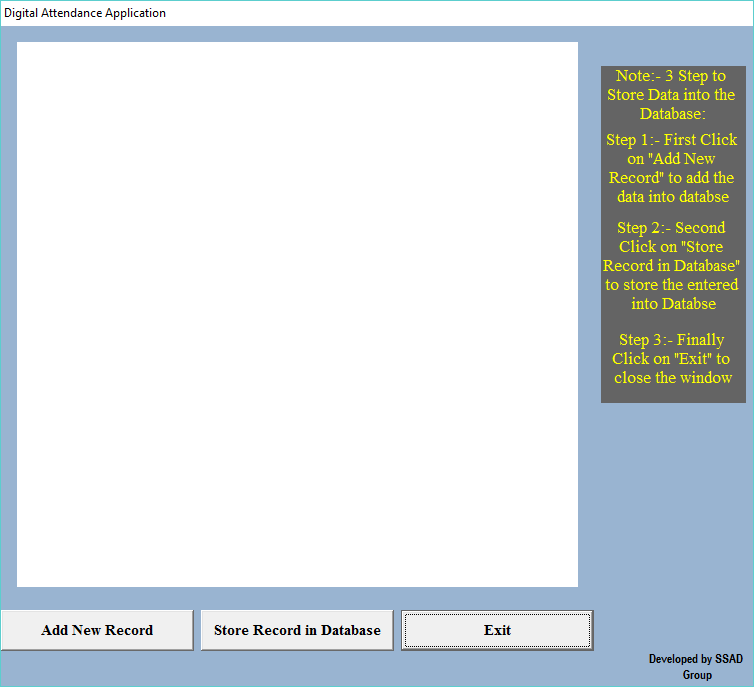 Digital Attendance Application
Note:- 3 Step to
Store Data into the
Database:
Step 1:- First Click
on "Add New
Record" to add the
data into databse
Step 2:- Second
Click on "Store
Record in Database"
to store the entered
into Databse
Step 3:- Finally
Click on "Exit" to
close the window
Add New Record
Store Record in Database
Exit
Developed by SSAD
Group